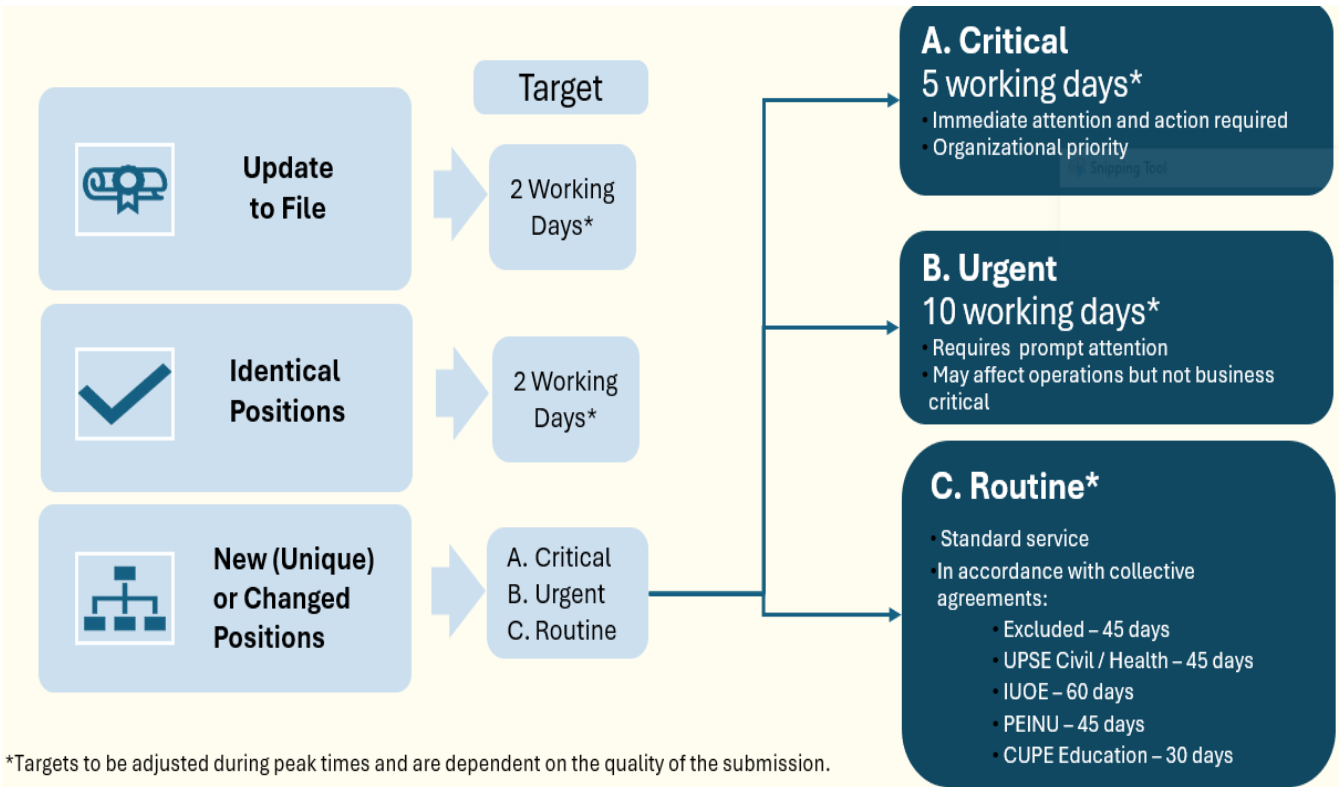 Target
Update
to File
2 Working
Days*
Identical
Positions
2 Working
Days*
New (Unique)
or Changed
Positions
A. Critical
B. Urgent
C. Routine
A. Critical
5 working days*
• Immediate attention and action required
• Organizational priority
Snipping Tool
B. Urgent
10 working days*
• Requires prompt attention
• May affect operations but not business
critical
C. Routine*
• Standard service
• In accordance with collective
agreements:
• Excluded – 45 days
• UPSE Civil / Health – 45 days
• IUOE – 60 days
• PEINU – 45 days
• CUPE Education – 30 days
*Targets to be adjusted during peak times and are dependent on the quality of the submission.